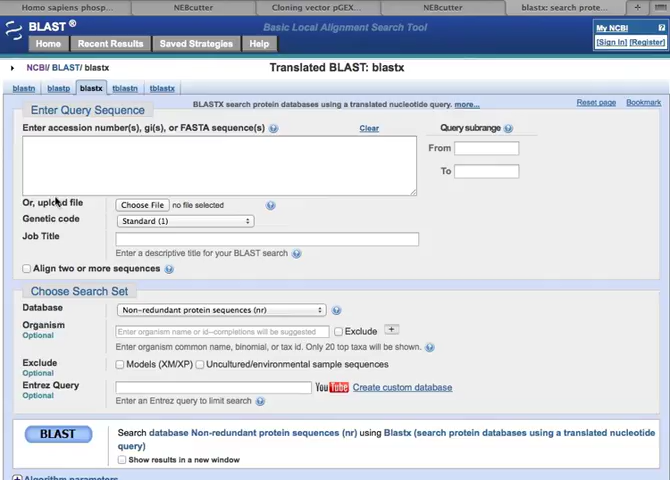 Homo sapiens phosp... NEBcutter Cloning vector pGEX... NEBcutter blastx: search prote...
BLAST ® Basic Local Alignment Search Tool My NCBI
Home Recent Results Saved Strategies Help [Sign In] [Register]
NCBI/ BLAST/ blastx Translated BLAST: blastx
blastn blastp blastx tblastn tblastx
Enter Query Sequence BLASTX search protein databases using a translated nucleotide query. more... Reset page Bookmark
Enter accession number(s), gi(s), or FASTA sequence(s) Clear Query subrange
From
To
Or, upload file Choose File no file selected
Genetic code Standard (1)
Job Title
Enter a descriptive title for your BLAST search
Align two or more sequences
Choose Search Set
Database Non-redundant protein sequences (nr)
Organism
Optional Enter organism name or id--completions will be suggested Exclude +
Enter organism common name, binomial, or tax id. Only 20 top taxa will be shown.
Exclude Models (XM/XP) Uncultured/environmental sample sequences
Optional
Entrez Query YouTube Create custom database
Optional Enter an Entrez query to limit search
BLAST Search database Non-redundant protein sequences (nr) using Blastx (search protein databases using a translated nucleotide
query)
Show results in a new window
Algorithm parameters